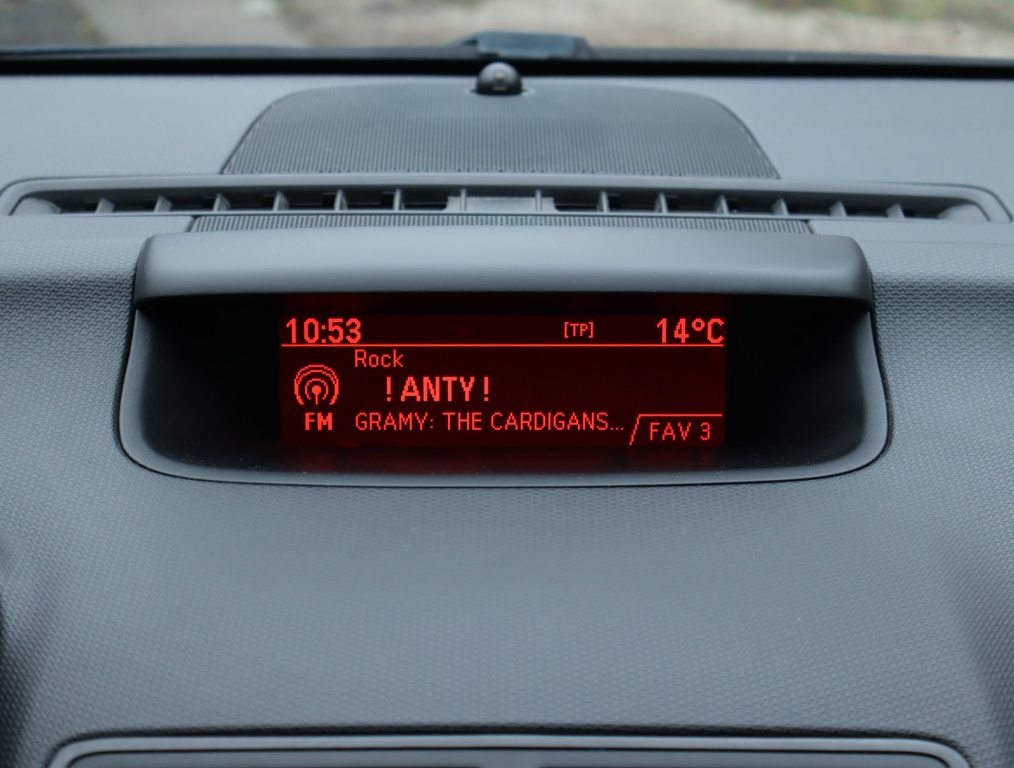 10:53 [TP] 14°C
Rock
! ANTY !
FM GRAMY: THE CARDIGANS...
FAV 3